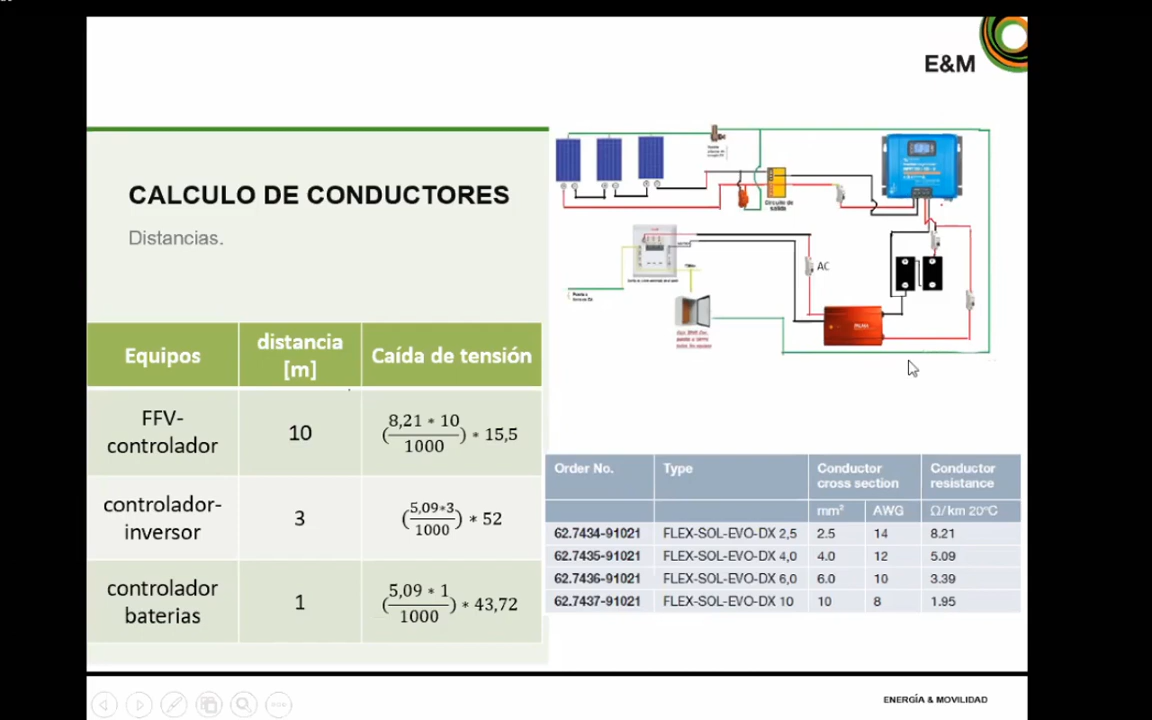 E&M
CALCULO DE CONDUCTORES
Distancias.
Equipos
distancia [m]
Caída de tensión
FFV-controlador
10
(8,21 * 10 / 1000) * 15,5
controlador-inversor
3
(5,09*3 / 1000) * 52
controlador baterias
1
(5,09 * 1 / 1000) * 43,72
Circuito de salida
AC
Order No.
Type
Conductor cross section
Conductor resistance
mm²
AWG
Ω/km 20°C
62.7434-91021 FLEX-SOL-EVO-DX 2,5 2.5 14 8.21
62.7435-91021 FLEX-SOL-EVO-DX 4,0 4.0 12 5.09
62.7436-91021 FLEX-SOL-EVO-DX 6,0 6.0 10 3.39
62.7437-91021 FLEX-SOL-EVO-DX 10 10 8 1.95
ENERGÍA & MOVILIDAD